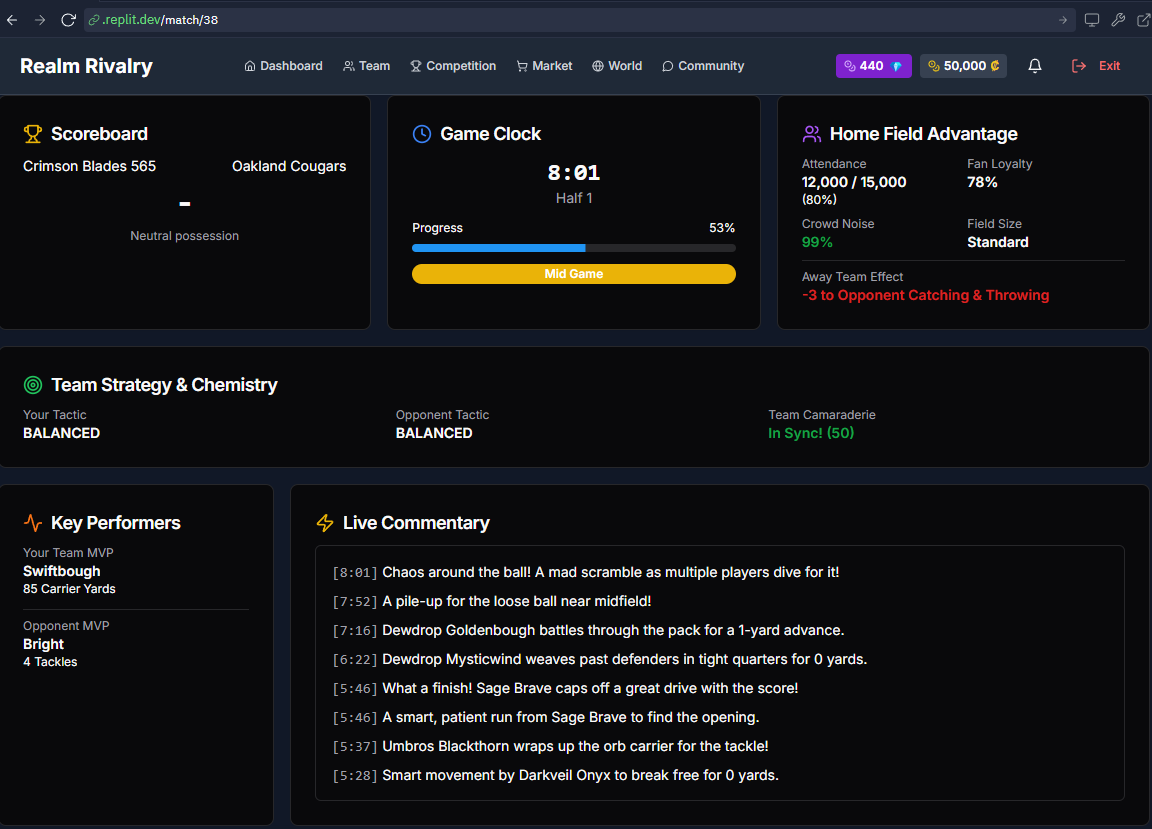 .replit.dev/match/38
Realm Rivalry
Dashboard
Team
Competition
Market
World
Community
440
50,000
Exit
Scoreboard
Crimson Blades 565
Oakland Cougars
-
Neutral possession
Game Clock
8:01
Half 1
Progress
53%
Mid Game
Home Field Advantage
Attendance
Fan Loyalty
12,000 / 15,000
78%
(80%)
Crowd Noise
Field Size
99%
Standard
Away Team Effect
-3 to Opponent Catching & Throwing
Team Strategy & Chemistry
Your Tactic
Opponent Tactic
Team Camaraderie
BALANCED
BALANCED
In Sync! (50)
Key Performers
Your Team MVP
Swiftbough
85 Carrier Yards
Opponent MVP
Bright
4 Tackles
Live Commentary
[8:01] Chaos around the ball! A mad scramble as multiple players dive for it!
[7:52] A pile-up for the loose ball near midfield!
[7:16] Dewdrop Goldenbough battles through the pack for a 1-yard advance.
[6:22] Dewdrop Mysticwind weaves past defenders in tight quarters for 0 yards.
[5:46] What a finish! Sage Brave caps off a great drive with the score!
[5:46] A smart, patient run from Sage Brave to find the opening.
[5:37] Umbros Blackthorn wraps up the orb carrier for the tackle!
[5:28] Smart movement by Darkveil Onyx to break free for 0 yards.